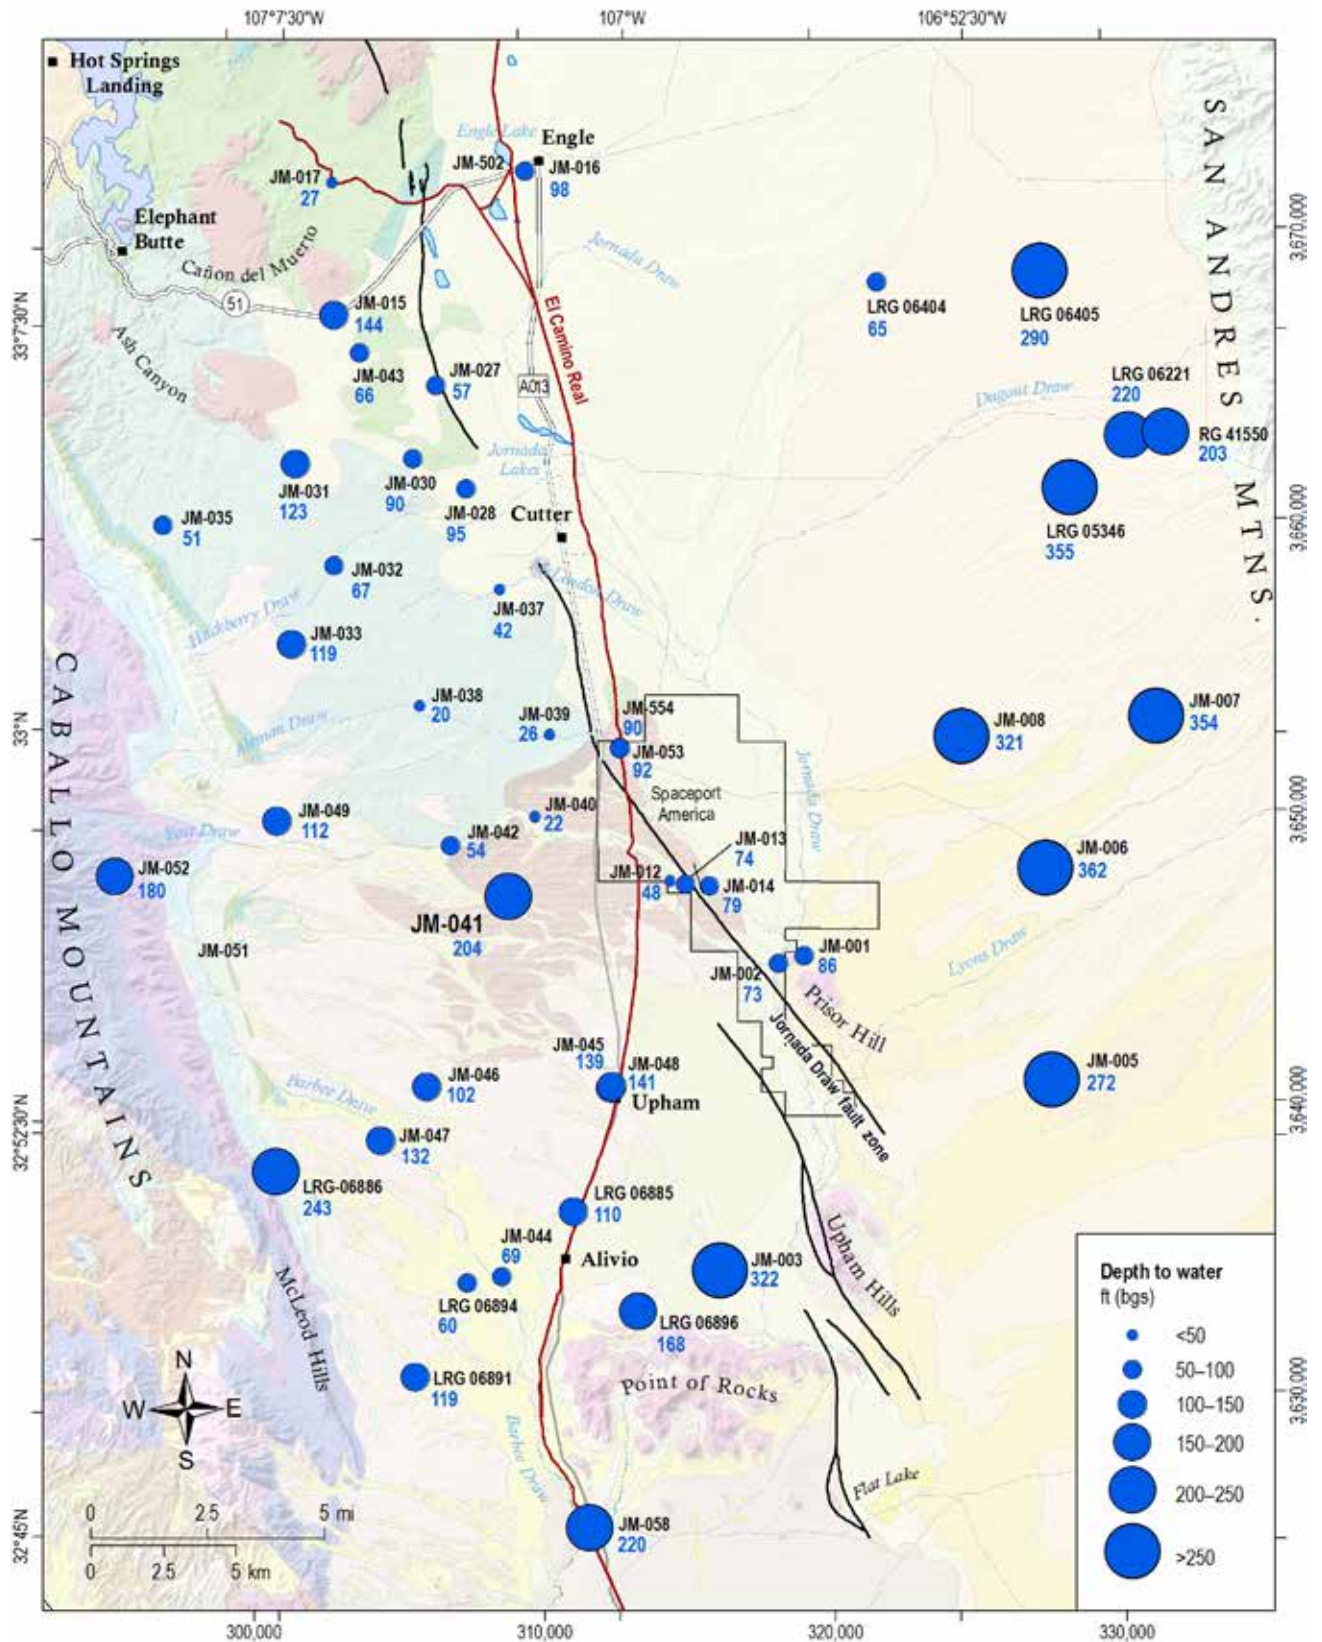 107°7'30"W
107°W
106°52'30"W
Hot Springs
Landing
Engle Lake
Engle
JM-502
JM-016
98
JM-017
27
SAN ANDRES MTNS.
Elephant
Butte
Cañon del Muerto
Jornada Draw
3,670,000
51
JM-015
144
El Camino Real
LRG 06404
65
LRG 06405
290
33°7'30"N
Ash Canyon
JM-043
66
JM-027
57
A013
LRG 06221
220
Dugout Draw
RG 41550
203
Jornada
Lakes
JM-031
123
JM-030
90
JM-028
95
Cutter
JM-035
51
LRG 05346
355
3,660,000
JM-032
67
JM-037
42
Draw
JM-033
119
CABALLO MOUNTAINS
JM-038
20
JM-039
26
JM-554
90
JM-053
92
JM-008
321
JM-007
354
33°N
Aleman Draw
Jornada Draw
Spaceport
America
JM-040
22
JM-049
112
Yost Draw
JM-042
54
JM-013
74
3,650,000
JM-052
180
JM-012
48
JM-014
79
JM-006
362
JM-041
204
JM-051
JM-001
86
JM-002
73
Lyons Draw
Prisor Hill
Jornada Draw fault zone
JM-045
139
JM-048
141
JM-046
102
Upham
JM-005
272
3,640,000
Barbee Draw
32°52'30"N
JM-047
132
LRG-06886
243
LRG 06885
110
JM-044
69
Alivio
JM-003
322
Upham Hills
LRG 06894
60
LRG 06896
168
McLeod Hills
LRG 06891
119
Point of Rocks
3,630,000
N
W E
S
Barbee Draw
Flat Lake
Depth to water
ft (bgs)
<50
50–100
100–150
150–200
200–250
>250
0 2.5 5 mi
0 2.5 5 km
JM-058
220
32°45'N
300,000
310,000
320,000
330,000